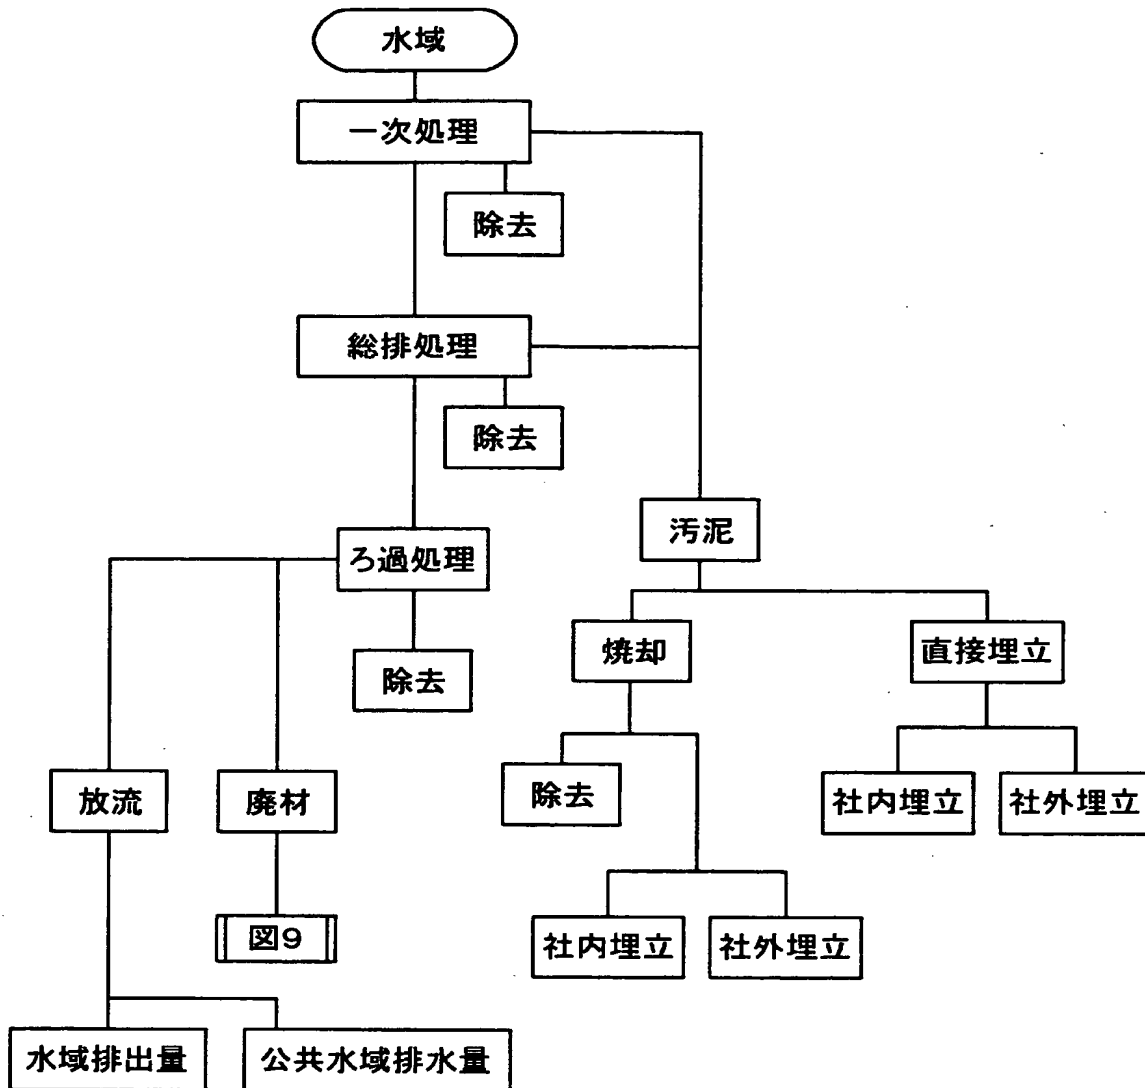 水域
一次処理
除去
総排処理
除去
汚泥
ろ過処理
焼却
直接埋立
除去
放流
廃材
除去
社内埋立
社外埋立
図9
社内埋立
社外埋立
水域排出量
公共水域排水量